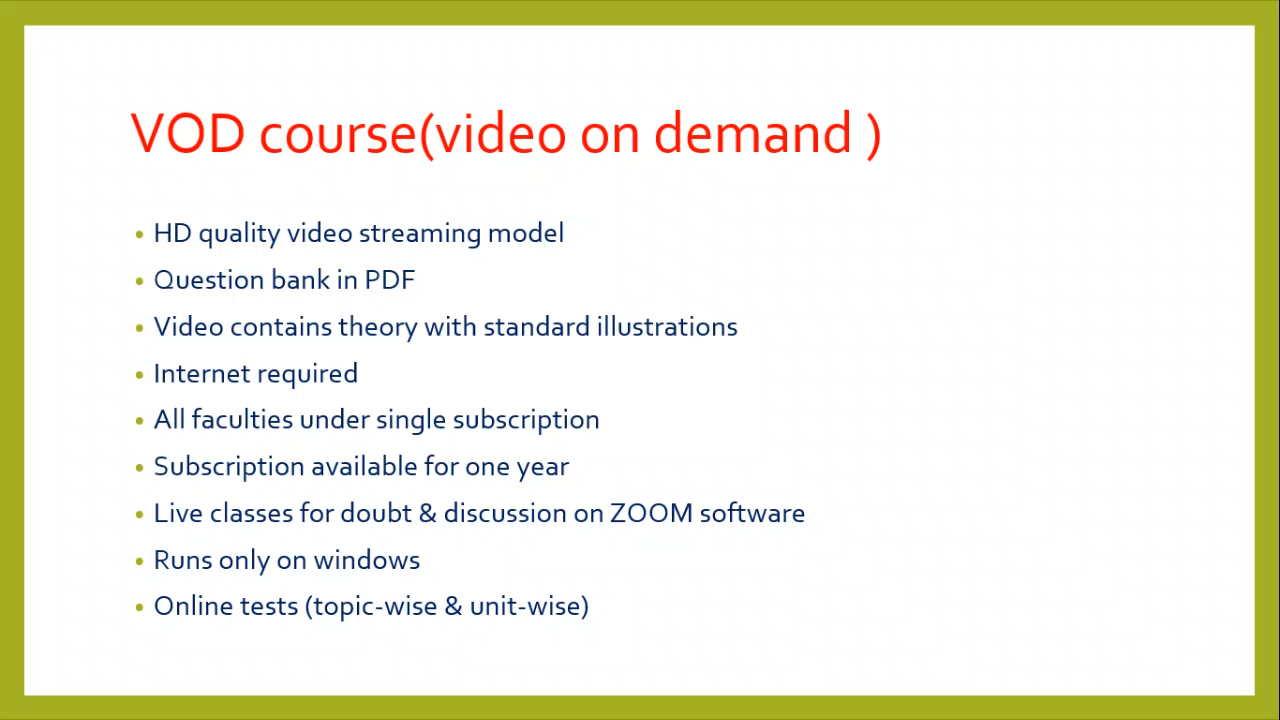 VOD course(video on demand )
• HD quality video streaming model
• Question bank in PDF
• Video contains theory with standard illustrations
• Internet required
• All faculties under single subscription
• Subscription available for one year
• Live classes for doubt & discussion on ZOOM software
• Runs only on windows
• Online tests (topic-wise & unit-wise)